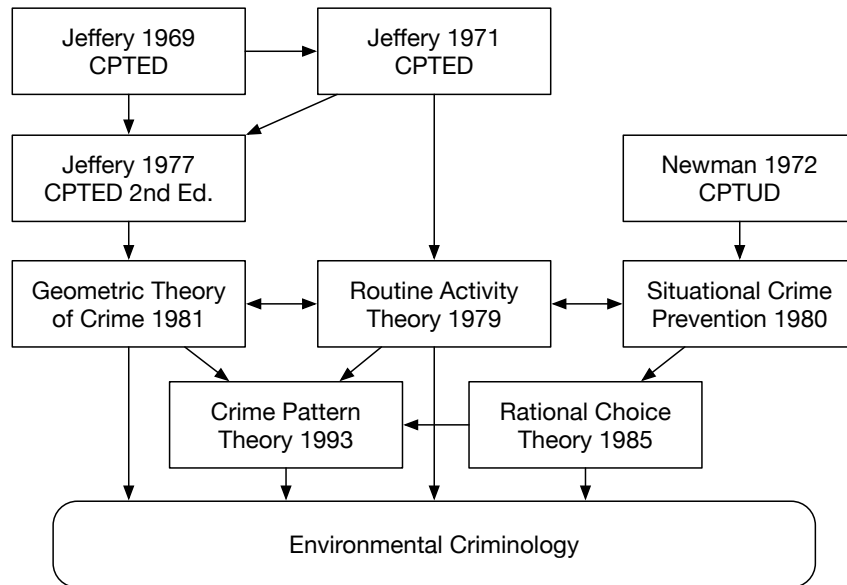 Jeffery 1969
CPTED
Jeffery 1971
CPTED
Jeffery 1977
CPTED 2nd Ed.
Newman 1972
CPTUD
Geometric Theory
of Crime 1981
Routine Activity
Theory 1979
Situational Crime
Prevention 1980
Crime Pattern
Theory 1993
Rational Choice
Theory 1985
Environmental Criminology